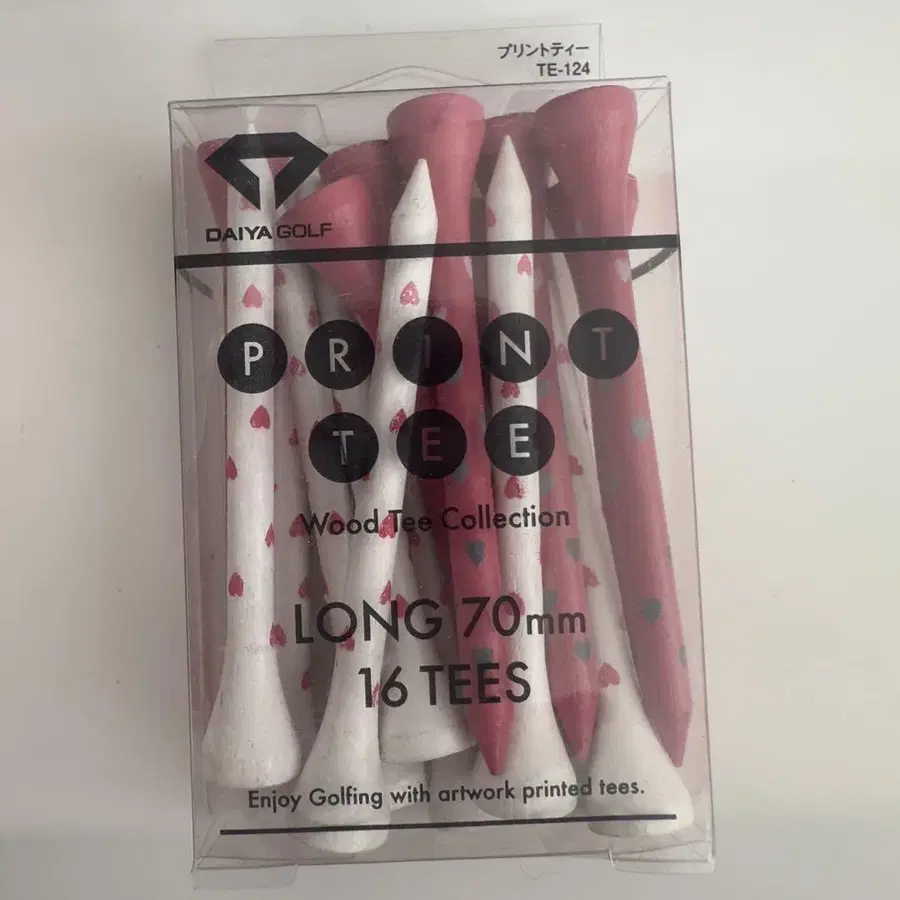 プリントティー
TE-124
DAIYA GOLF
PRINT
TEE
Wood Tee Collection
LONG 70mm
16 TEES
Enjoy Golfing with artwork printed tees.